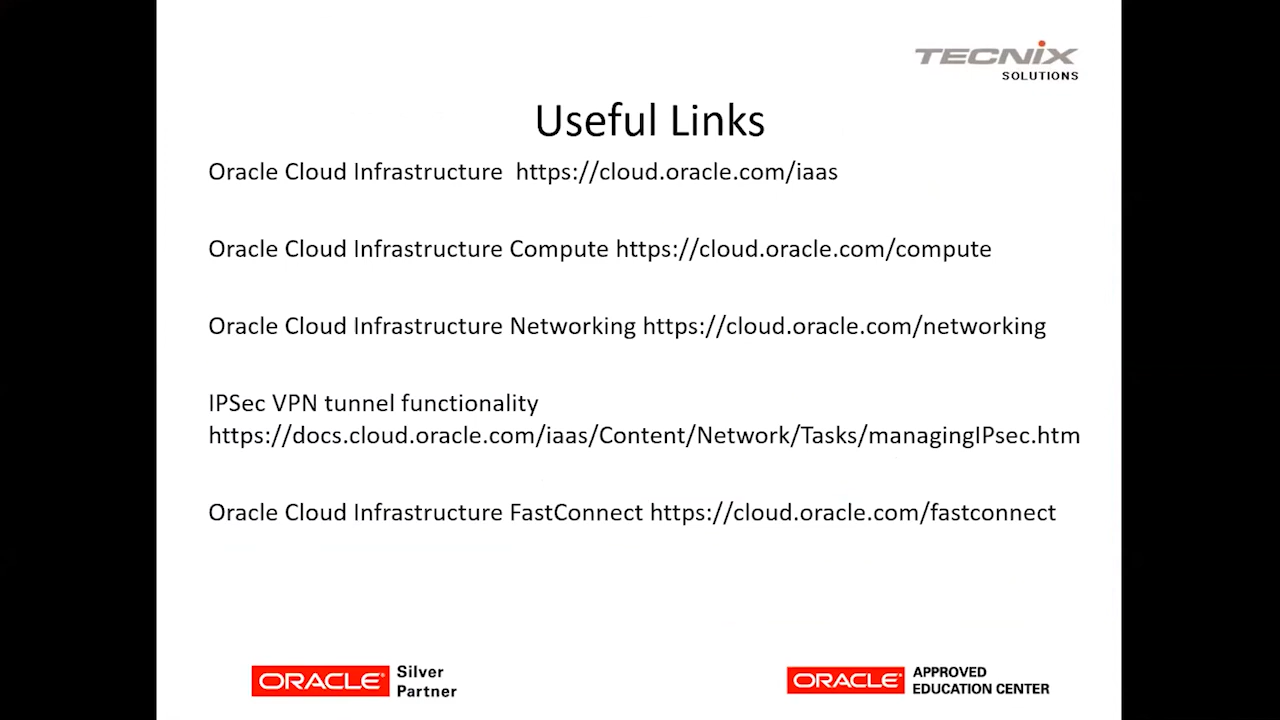 TECNIX
SOLUTIONS
Useful Links
Oracle Cloud Infrastructure  https://cloud.oracle.com/iaas
Oracle Cloud Infrastructure Compute https://cloud.oracle.com/compute
Oracle Cloud Infrastructure Networking https://cloud.oracle.com/networking
IPSec VPN tunnel functionality
https://docs.cloud.oracle.com/iaas/Content/Network/Tasks/managingIPsec.htm
Oracle Cloud Infrastructure FastConnect https://cloud.oracle.com/fastconnect
ORACLE Silver
Partner
ORACLE APPROVED
EDUCATION CENTER